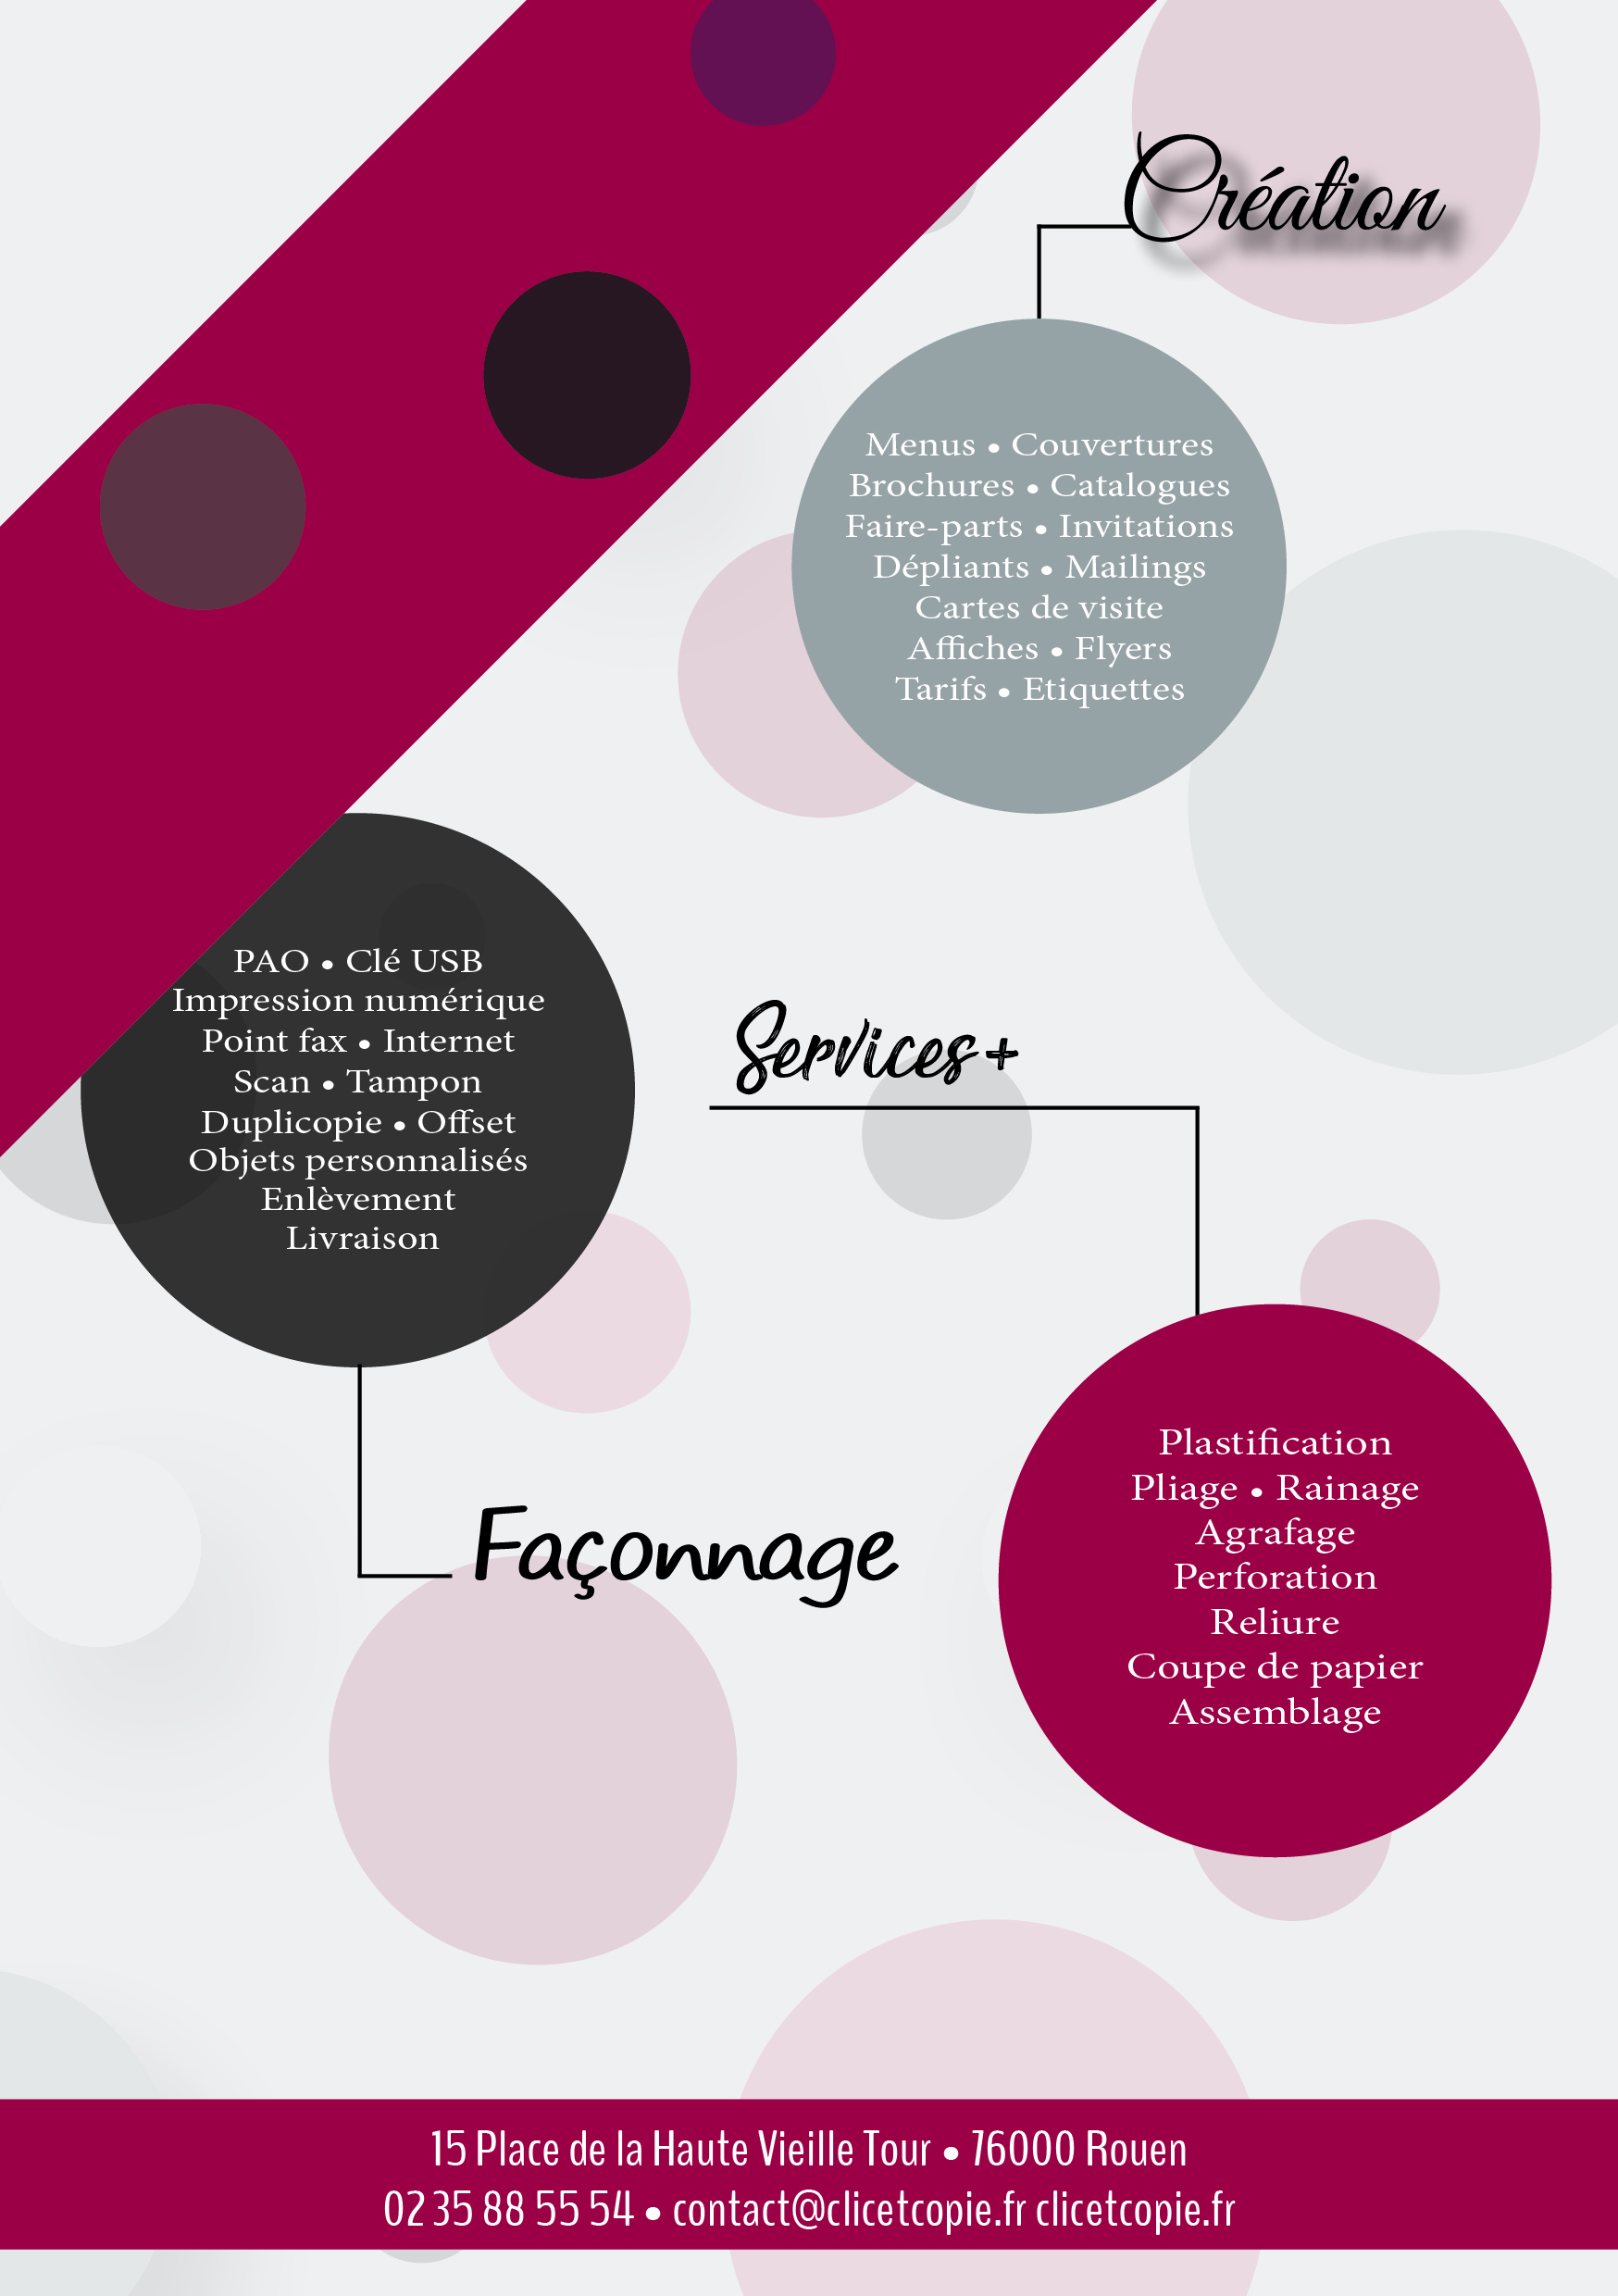 Création
Menus • Couvertures
Brochures • Catalogues
Faire-parts • Invitations
Dépliants • Mailings
Cartes de visite
Affiches • Flyers
Tarifs • Etiquettes
PAO • Clé USB
Impression numérique
Point fax • Internet
Scan • Tampon
Duplicopie • Offset
Objets personnalisés
Enlèvement
Livraison
Services+
Façonnage
Plastification
Pliage • Rainage
Agrafage
Perforation
Reliure
Coupe de papier
Assemblage
15 Place de la Haute Vieille Tour • 76000 Rouen
02 35 88 55 54 • contact@clicetcopie.fr clicetcopie.fr